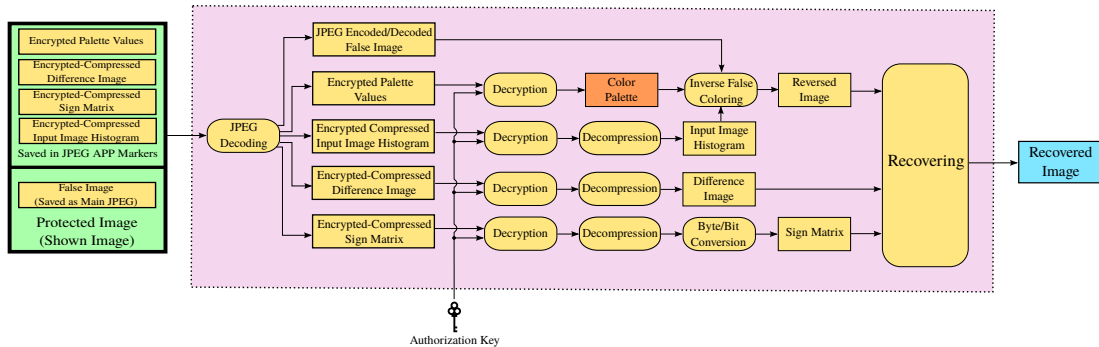 Encrypted Palette Values
Encrypted-Compressed
Difference Image
Encrypted-Compressed
Sign Matrix
Encrypted-Compressed
Input Image Histogram
Saved in JPEG APP Markers
False Image
(Saved as Main JPEG)
Protected Image
(Shown Image)
JPEG
Decoding
JPEG Encoded/Decoded
False Image
Encrypted Palette
Values
Decryption
Color
Palette
Inverse False
Coloring
Reversed
Image
Encrypted Compressed
Input Image Histogram
Decryption
Decompression
Input Image
Histogram
Encrypted-Compressed
Difference Image
Decryption
Decompression
Difference
Image
Encrypted-Compressed
Sign Matrix
Decryption
Decompression
Byte/Bit
Conversion
Sign Matrix
Recovering
Recovered
Image
Authorization Key